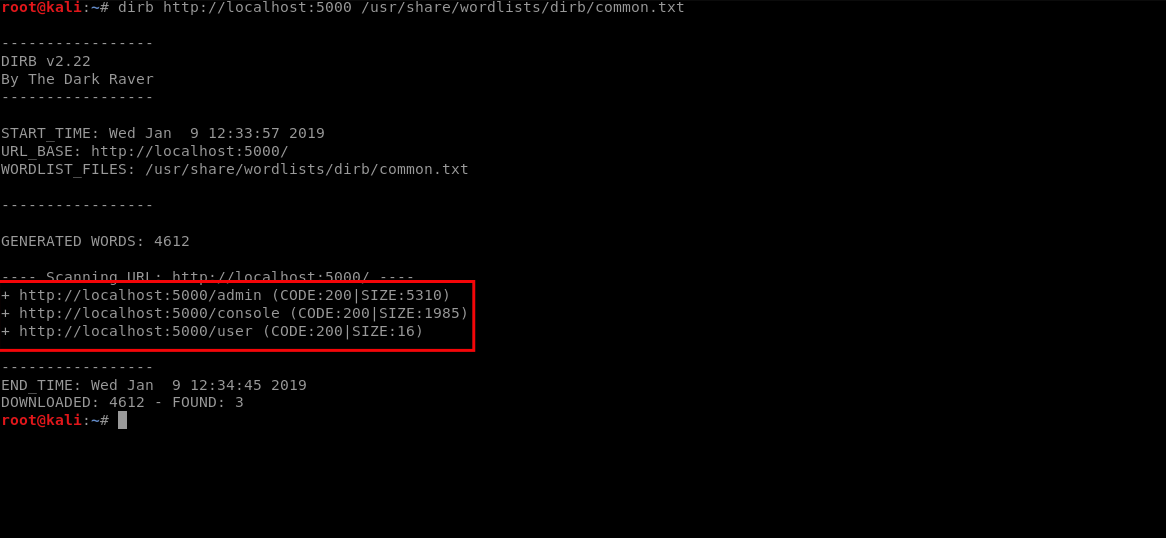 root@kali:~# dirb http://localhost:5000 /usr/share/wordlists/dirb/common.txt
-----------------
DIRB v2.22
By The Dark Raver
-----------------
START_TIME: Wed Jan  9 12:33:57 2019
URL_BASE: http://localhost:5000/
WORDLIST_FILES: /usr/share/wordlists/dirb/common.txt
-----------------
GENERATED WORDS: 4612
---- Scanning URL: http://localhost:5000/ ----
+ http://localhost:5000/admin (CODE:200|SIZE:5310)
+ http://localhost:5000/console (CODE:200|SIZE:1985)
+ http://localhost:5000/user (CODE:200|SIZE:16)
-----------------
END_TIME: Wed Jan  9 12:34:45 2019
DOWNLOADED: 4612 - FOUND: 3
root@kali:~#